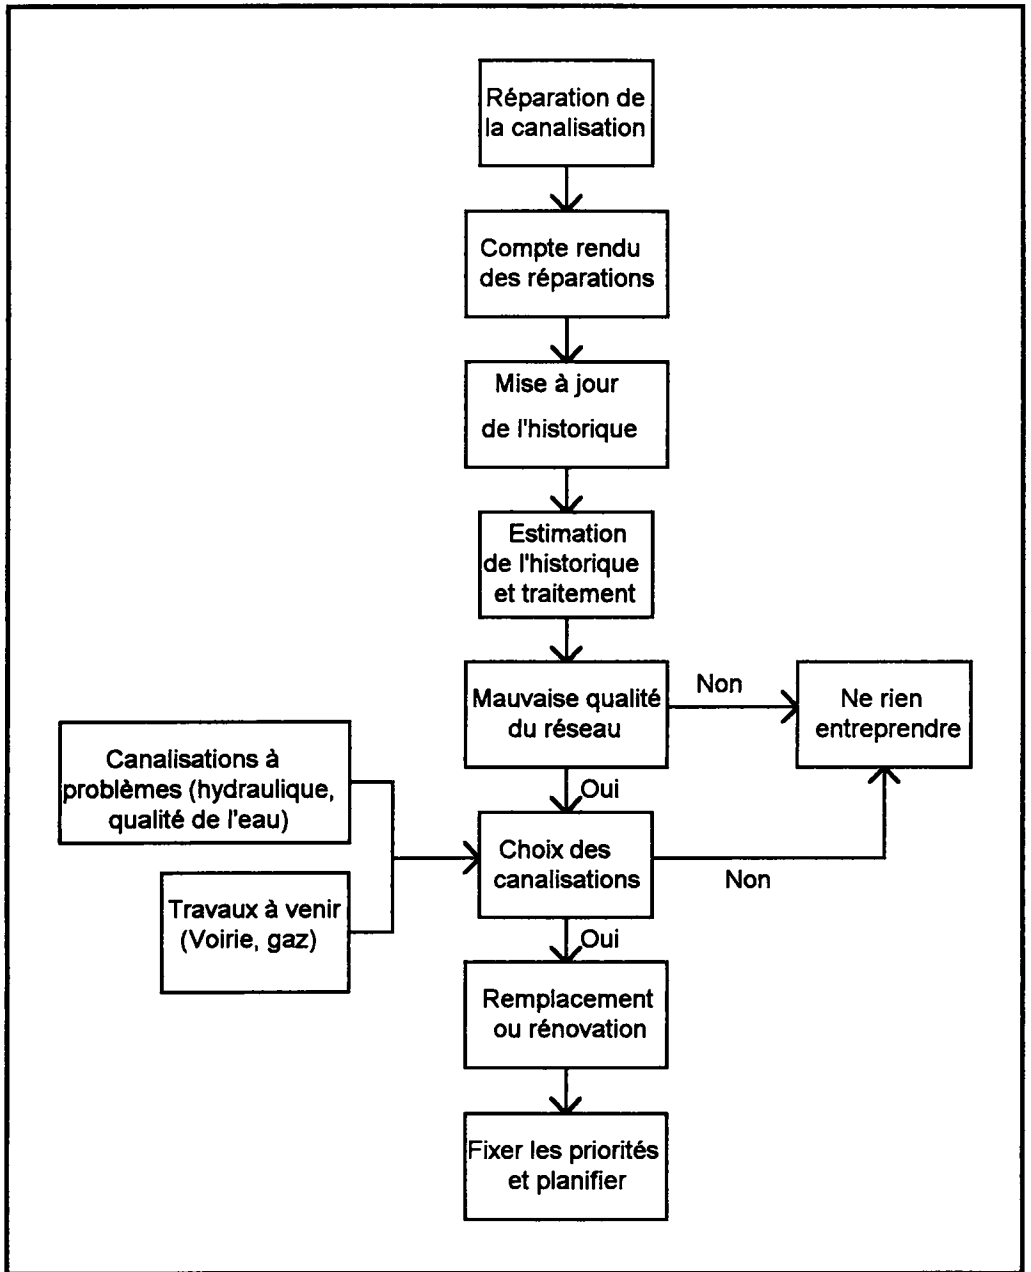 Réparation de
la canalisation
Compte rendu
des réparations
Mise à jour
de l'historique
Estimation
de l'historique
et traitement
Mauvaise qualité
du réseau
Non
Ne rien
entreprendre
Oui
Canalisations à
problèmes (hydraulique,
qualité de l'eau)
Choix des
canalisations
Non
Travaux à venir
(Voirie, gaz)
Oui
Remplacement
ou rénovation
Fixer les priorités
et planifier